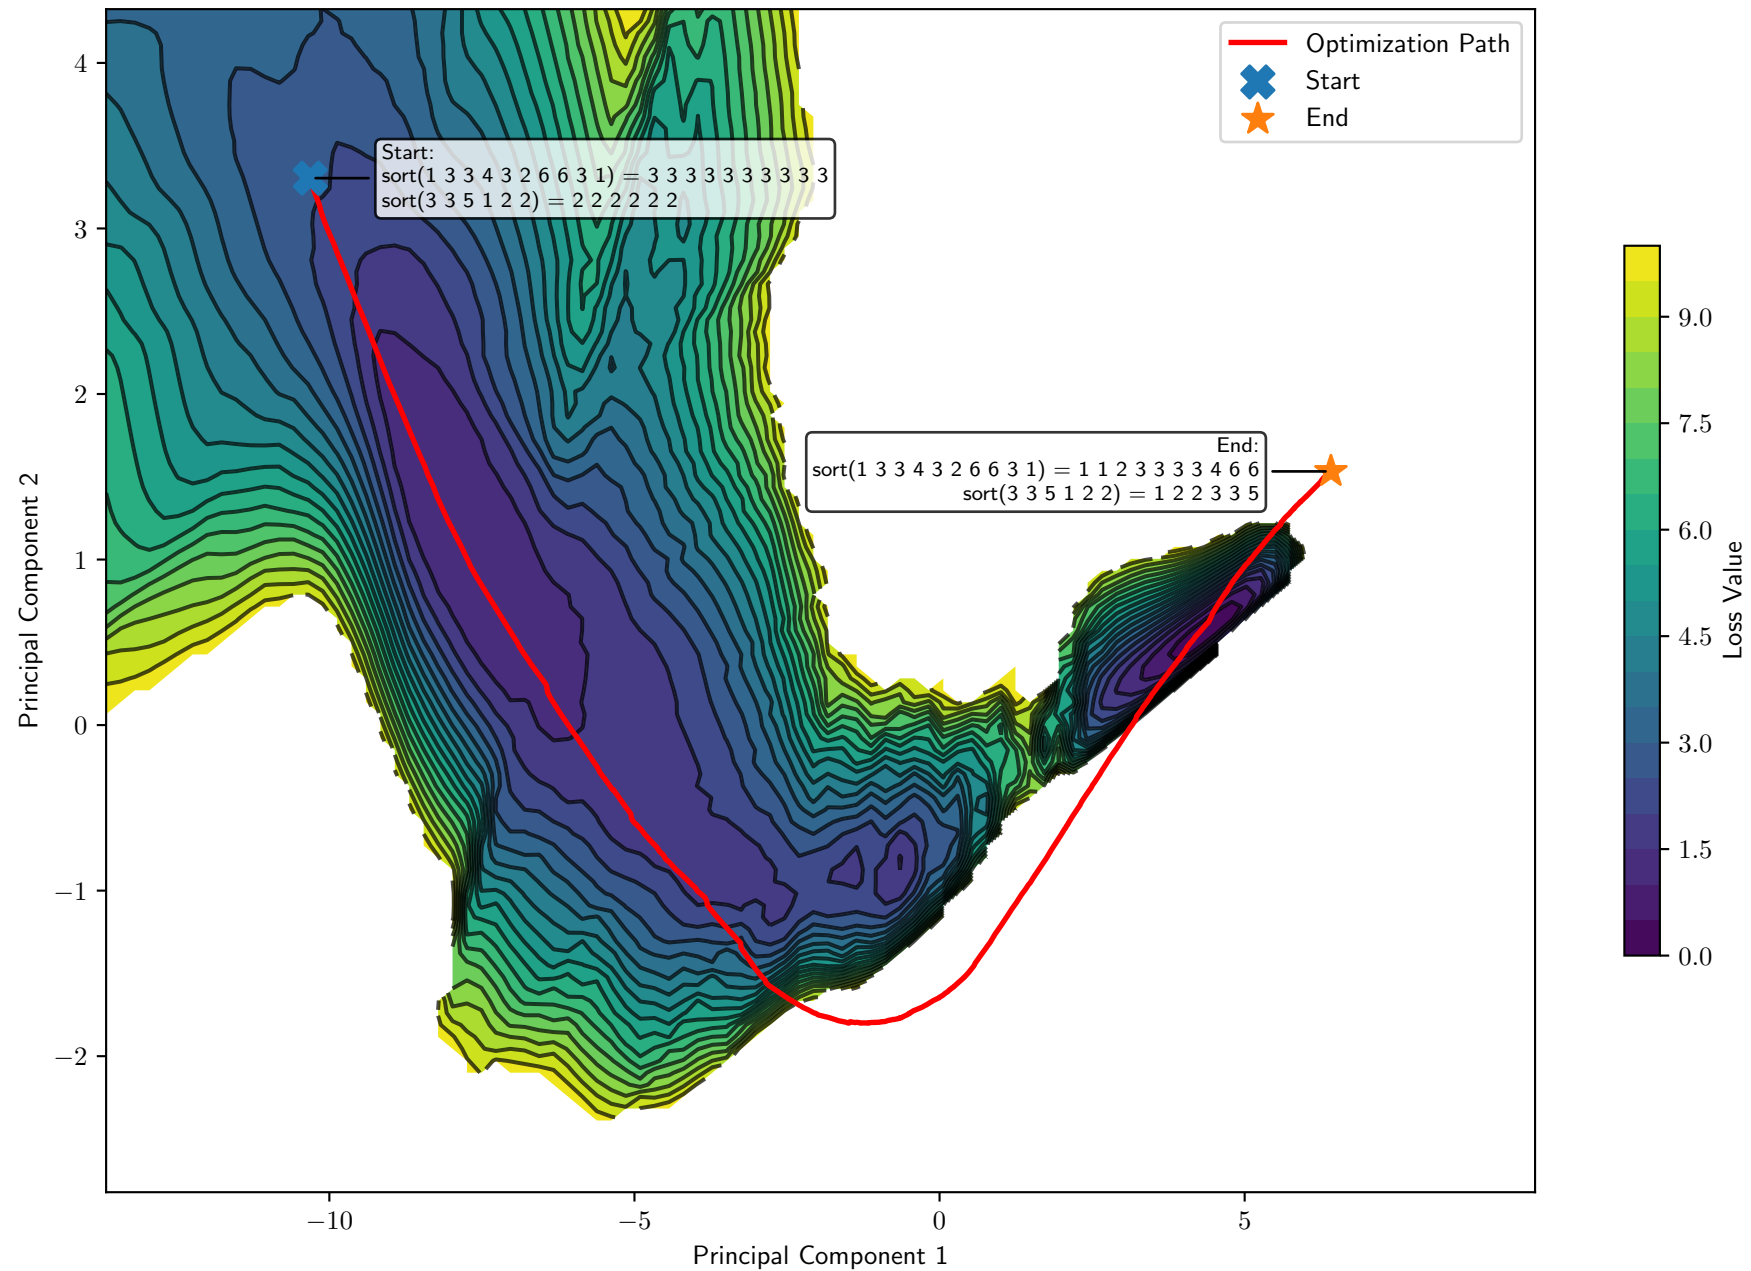 Optimization Path
Start
End
Start:
sort(1 3 3 4 3 2 6 6 3 1) = 3 3 3 3 3 3 3 3 3 3
sort(3 3 5 1 2 2) = 2 2 2 2 2 2
End:
sort(1 3 3 4 3 2 6 6 3 1) = 1 1 2 3 3 3 3 4 6 6
sort(3 3 5 1 2 2) = 1 2 2 3 3 5
4
3
2
1
0
−1
−2
Principal Component 2
−10
−5
0
5
Principal Component 1
9.0
7.5
6.0
4.5
3.0
1.5
0.0
Loss Value